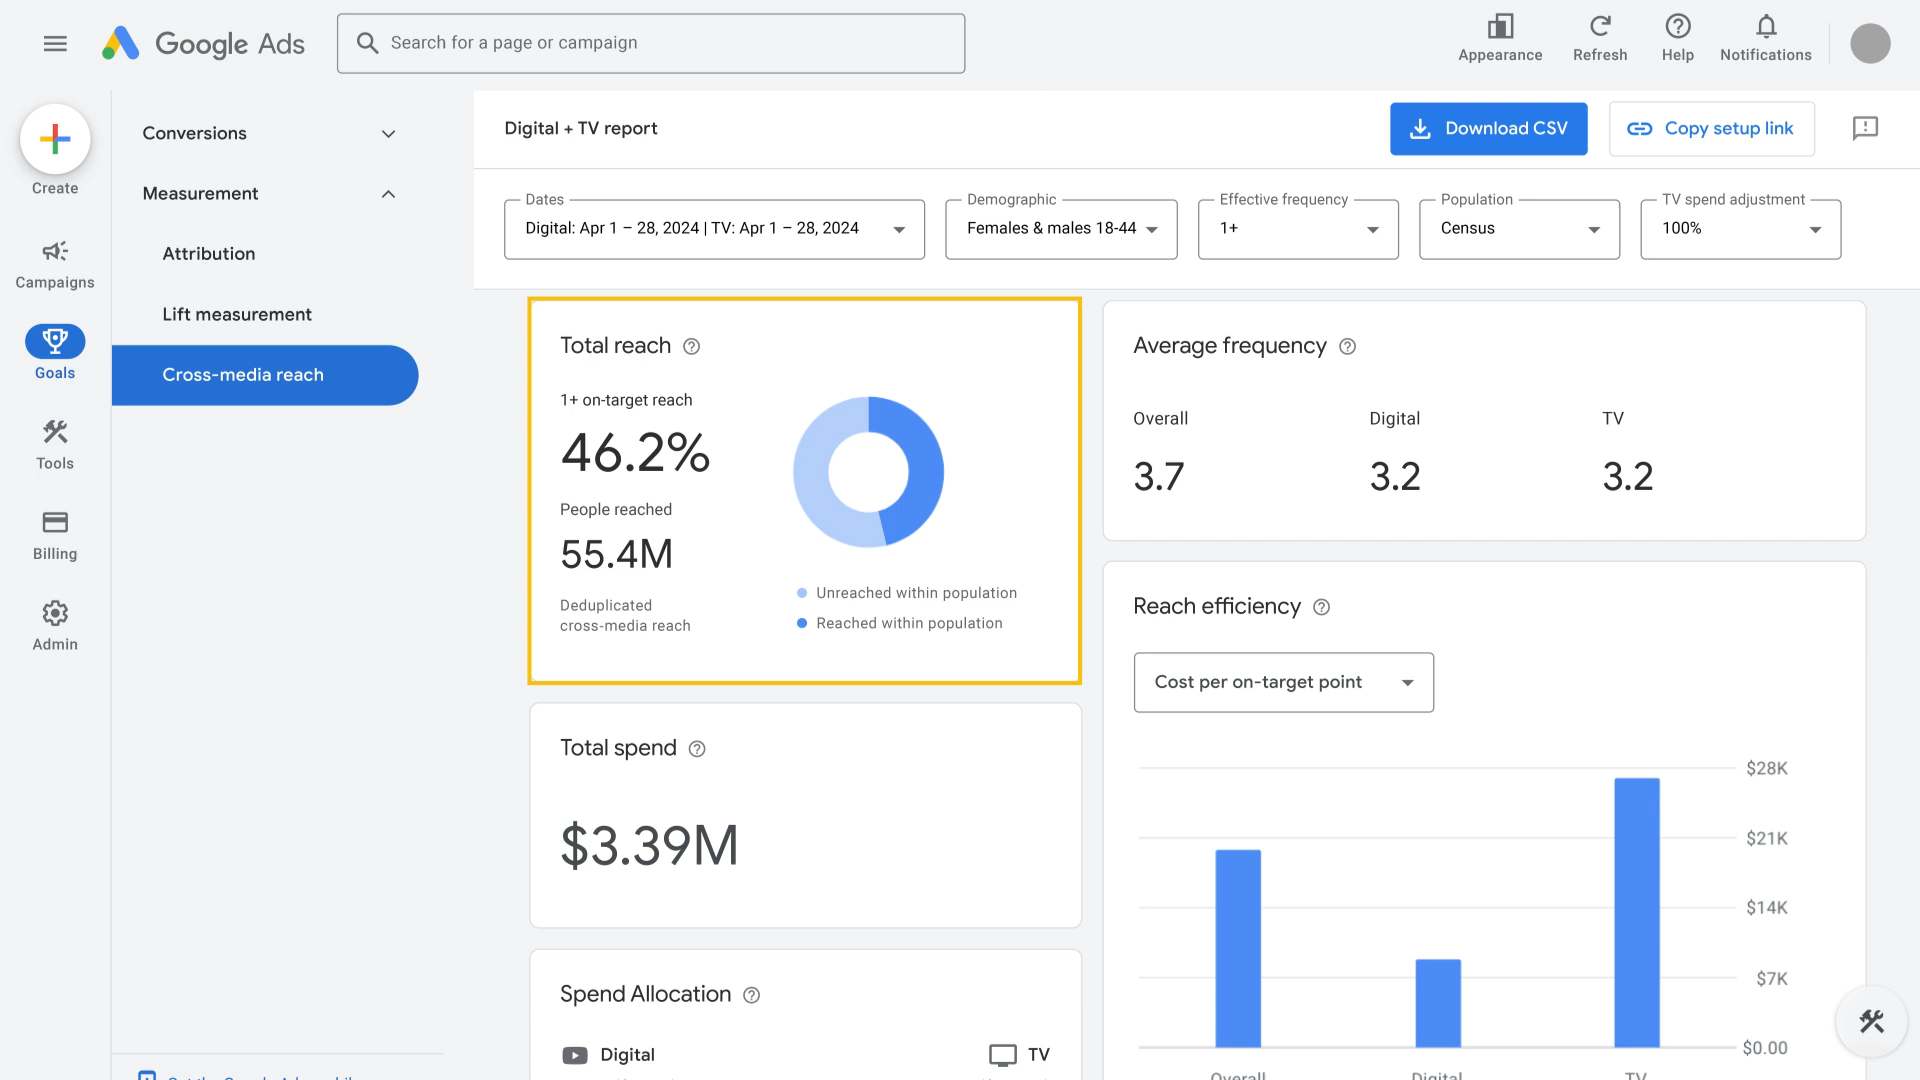 Google Ads
Search for a page or campaign
Appearance
Refresh
Help
Notifications
Create
Campaigns
Goals
Tools
Billing
Admin
Conversions
Measurement
Attribution
Lift measurement
Cross-media reach
Digital + TV report
Download CSV
Copy setup link
Dates
Digital: Apr 1 – 28, 2024 | TV: Apr 1 – 28, 2024
Demographic
Females & males 18-44
Effective frequency
1+
Population
Census
TV spend adjustment
100%
Total reach
1+ on-target reach
46.2%
People reached
55.4M
Deduplicated
cross-media reach
Unreached within population
Reached within population
Average frequency
Overall
Digital
TV
3.7
3.2
3.2
Total spend
$3.39M
Spend Allocation
Digital
TV
Reach efficiency
Cost per on-target point
$28K
$21K
$14K
$7K
$0.00
Overall
Digital
TV